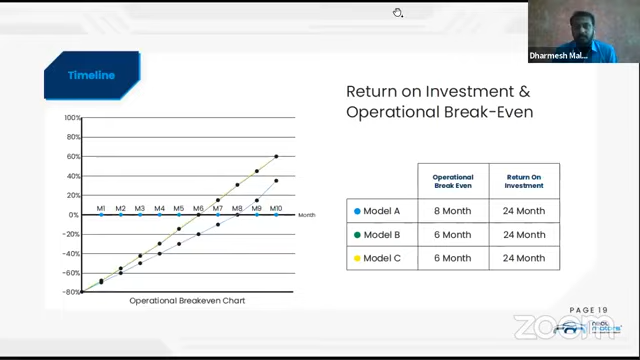 Dharmesh Mal...
Timeline
Return on Investment &
Operational Break-Even
100%
80%
60%
40%
20%
0%
-20%
-40%
-60%
-80%
M1 M2 M3 M4 M5 M6 M7 M8 M9 M10
Month
Operational Breakeven Chart
Operational Break Even
Return On Investment
Model A 8 Month 24 Month
Model B 6 Month 24 Month
Model C 6 Month 24 Month
PAGE 19
motors
zoom